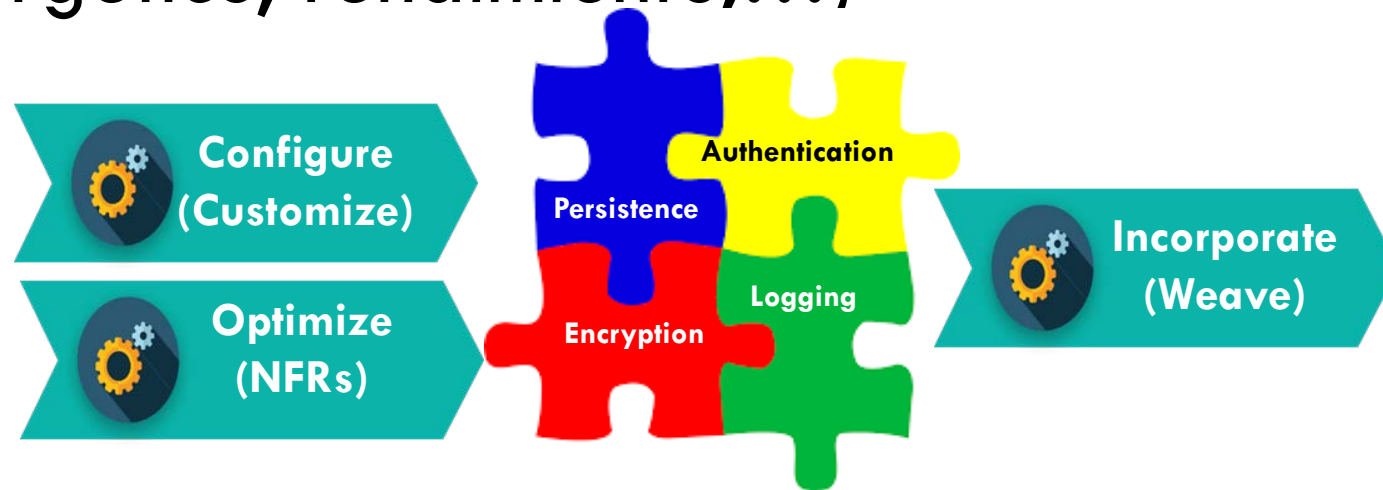 Configure
(Customize)
Optimize
(NFRs)
Persistence
Authentication
Encryption
Logging
Incorporate
(Weave)